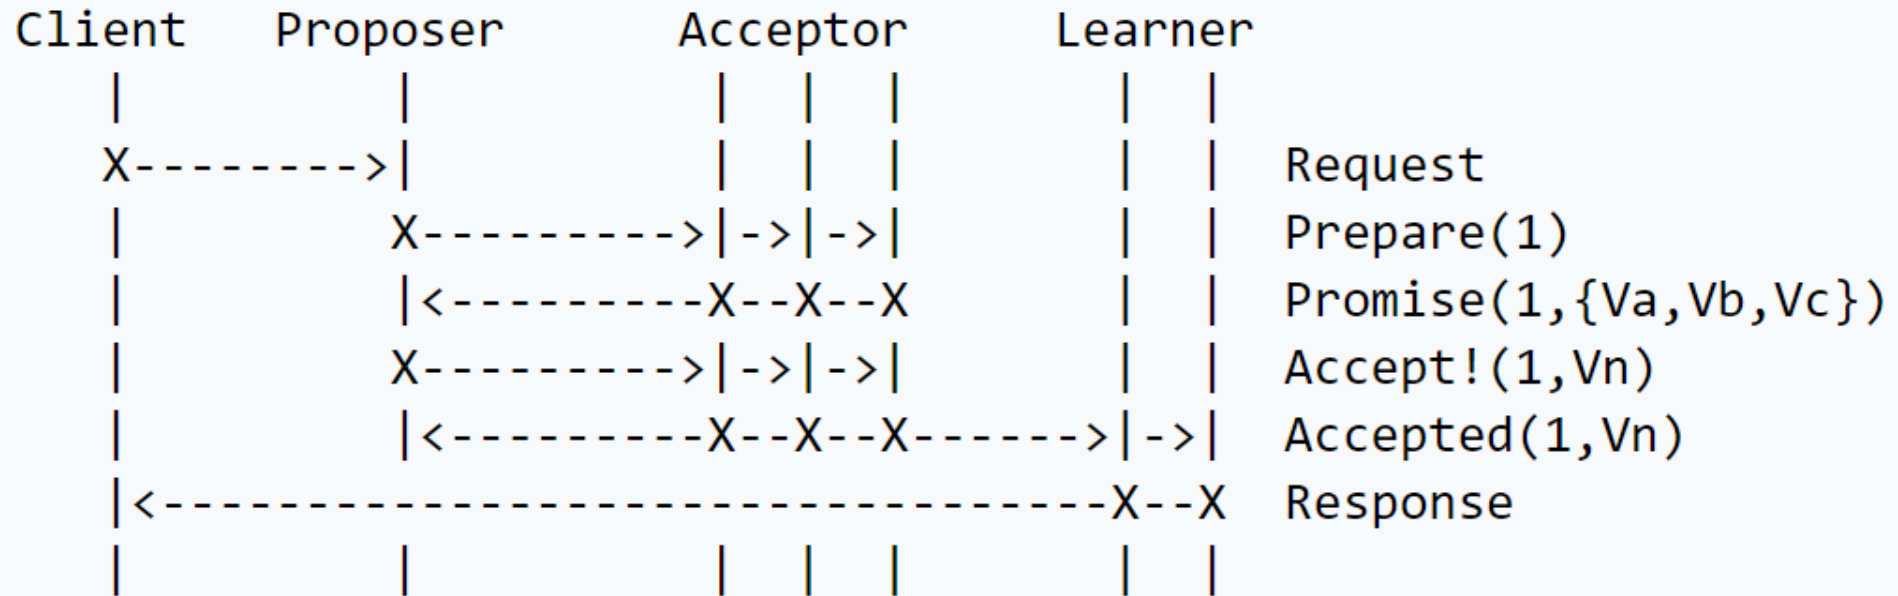 Client   Proposer      Acceptor     Learner
   |         |          |  |  |       |  |
   X-------->|          |  |  |       |  |  Request
   |         X--------->|->|->|       |  |  Prepare(1)
   |         |<---------X--X--X       |  |  Promise(1,{Va,Vb,Vc})
   |         X--------->|->|->|       |  |  Accept!(1,Vn)
   |         |<---------X--X--X------>|->|  Accepted(1,Vn)
   |<---------------------------------X--X  Response
   |         |          |  |  |       |  |